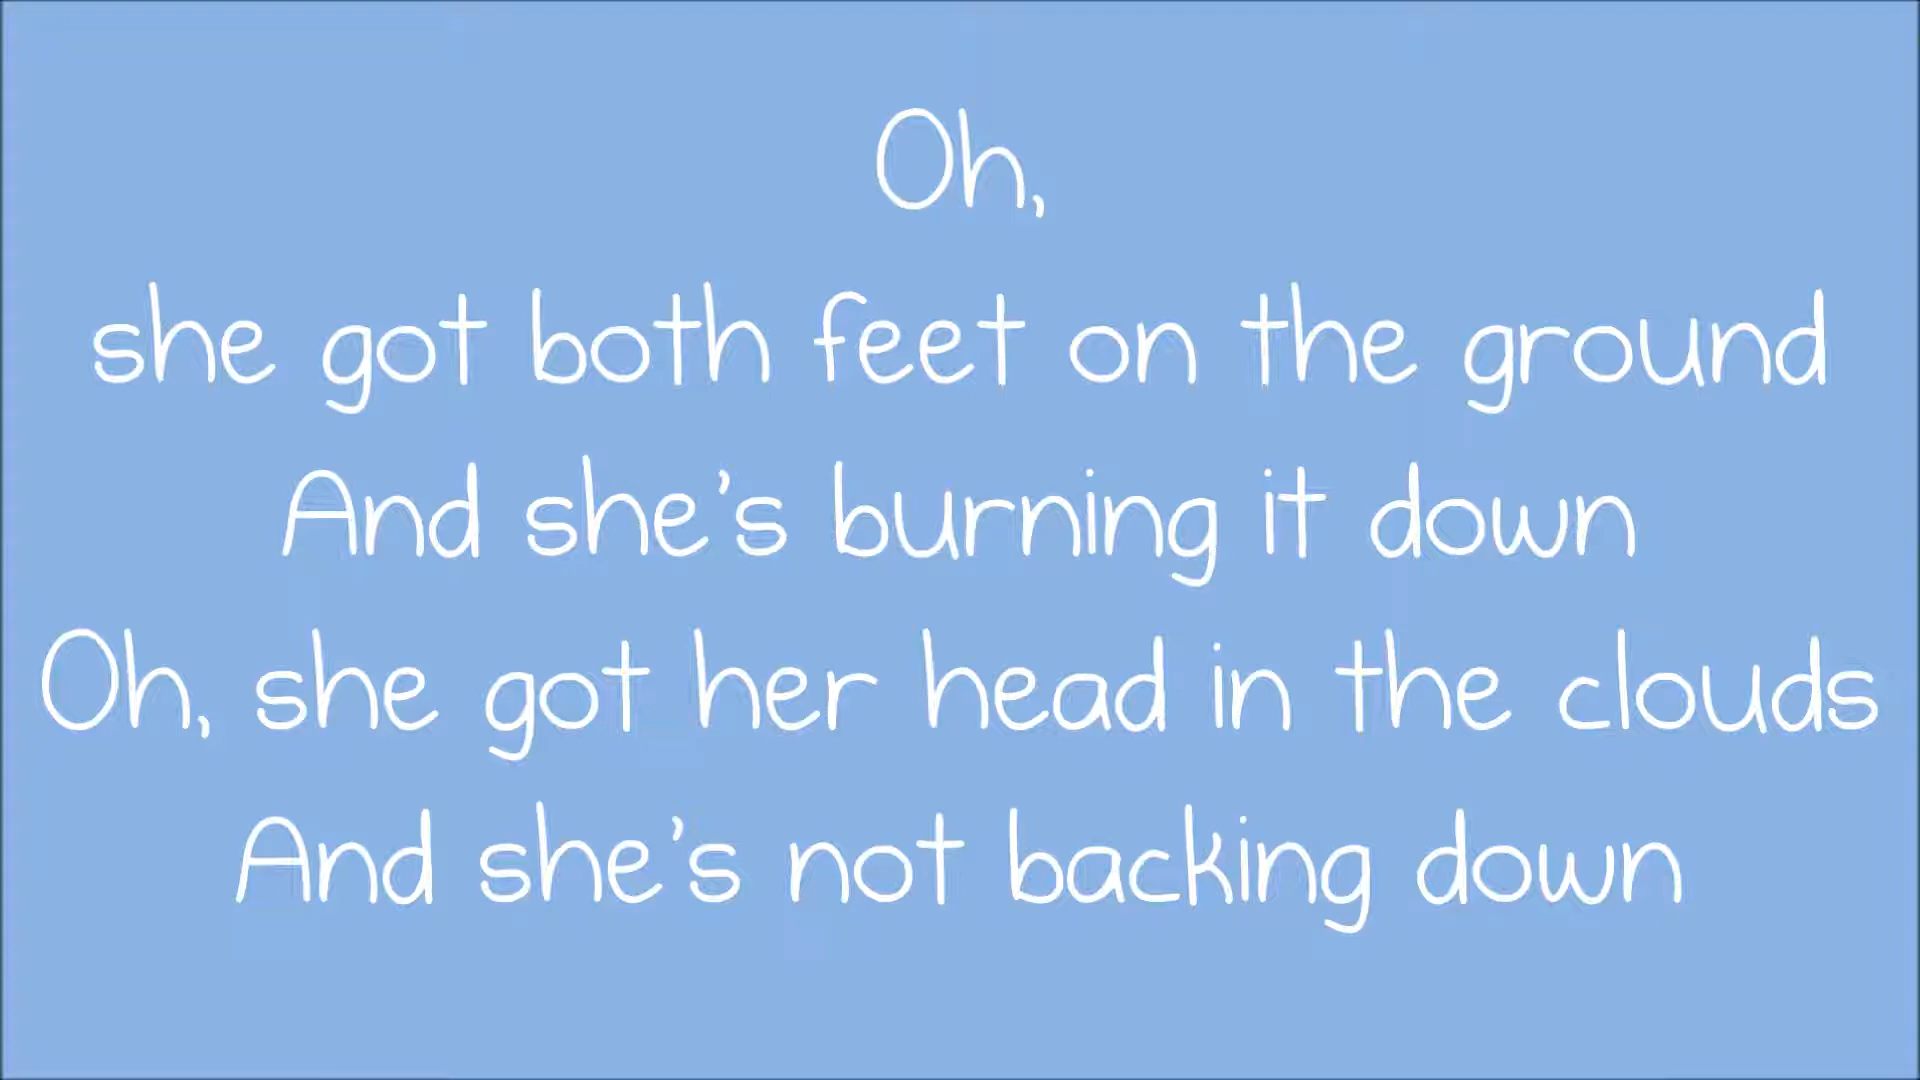 Oh,
she got both feet on the ground
And she's burning it down
Oh, she got her head in the clouds
And she's not backing down